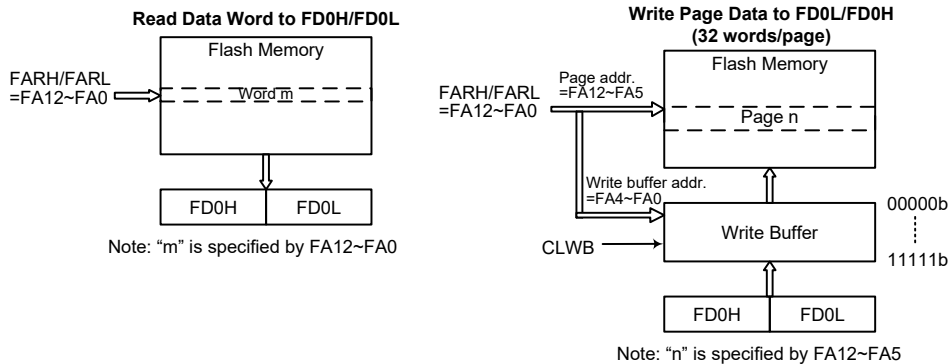 Read Data Word to FD0H/FD0L
Flash Memory
FARH/FARL
=FA12~FA0
Word m
FD0H
FD0L
Note: “m” is specified by FA12~FA0
Write Page Data to FD0L/FD0H
(32 words/page)
Flash Memory
FARH/FARL
=FA12~FA0
Page addr.
=FA12~FA5
Page n
Write buffer addr.
=FA4~FA0
CLWB
Write Buffer
00000b
11111b
FD0H
FD0L
Note: “n” is specified by FA12~FA5